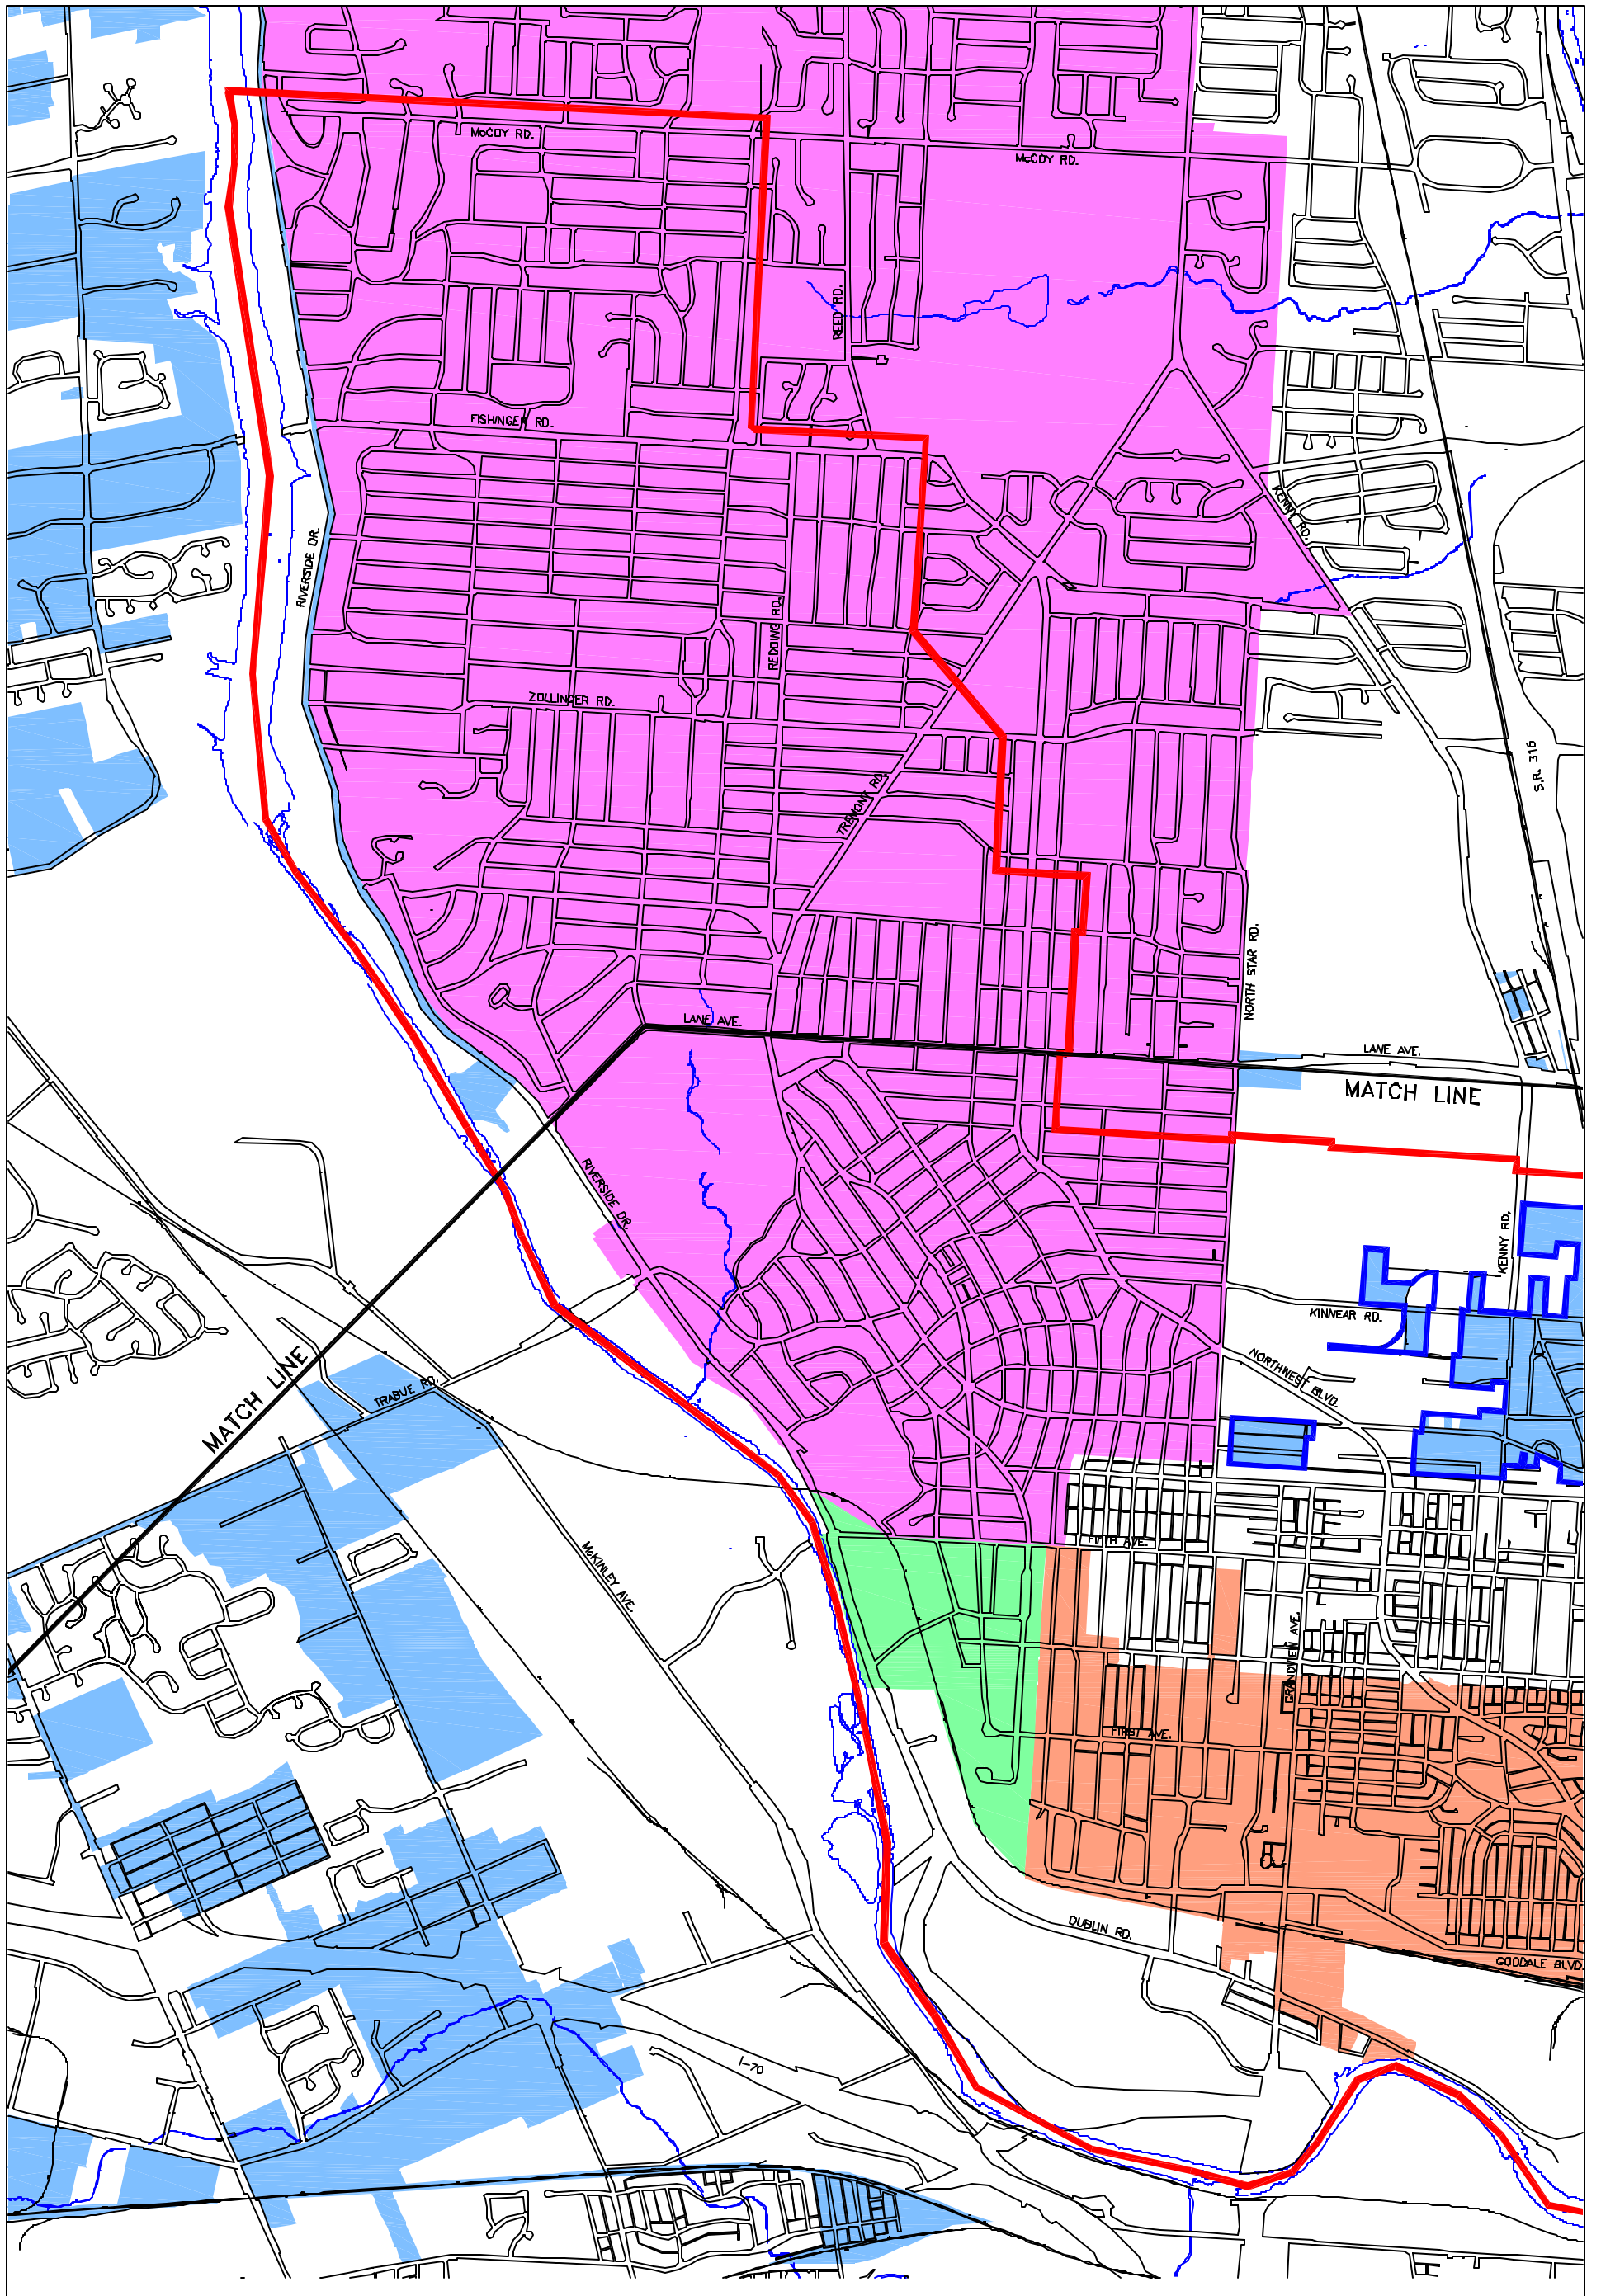 McCOY RD.
McCOY RD.
REED RD.
FISHINGER RD.
KENNY RD.
RIVERSIDE DR.
REDDING RD.
ZOLLINGER RD.
S.R. 315
TREMONT RD.
NORTH STAR RD.
LANE AVE.
LANE AVE.
MATCH LINE
RIVERSIDE DR.
KENNY RD.
KINNEAR RD.
NORTHWEST BLVD.
MATCH LINE
TRABUE RD.
FIFTH AVE.
McKINLEY AVE.
GRANDVIEW AVE.
FIRST AVE.
DUBLIN RD.
GOODALE BLVD.
I-70